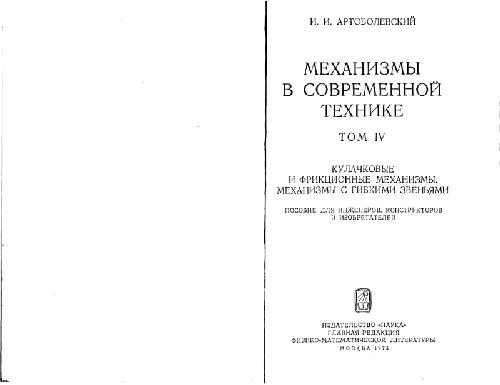 И. И. АРТОБОЛЕВСКИЙ
МЕХАНИЗМЫ
В СОВРЕМЕННОЙ
ТЕХНИКЕ
ТОМ IV
КУЛАЧКОВЫЕ
И ФРИКЦИОННЫЕ МЕХАНИЗМЫ.
МЕХАНИЗМЫ С ГИБКИМИ ЗВЕНЬЯМИ
ПОСОБИЕ ДЛЯ ИНЖЕНЕРОВ, КОНСТРУКТОРОВ
И ИЗОБРЕТАТЕЛЕЙ
ИЗДАТЕЛЬСТВО «НАУКА»
ГЛАВНАЯ РЕДАКЦИЯ
ФИЗИКО-МАТЕМАТИЧЕСКОЙ ЛИТЕРАТУРЫ
МОСКВА 1975